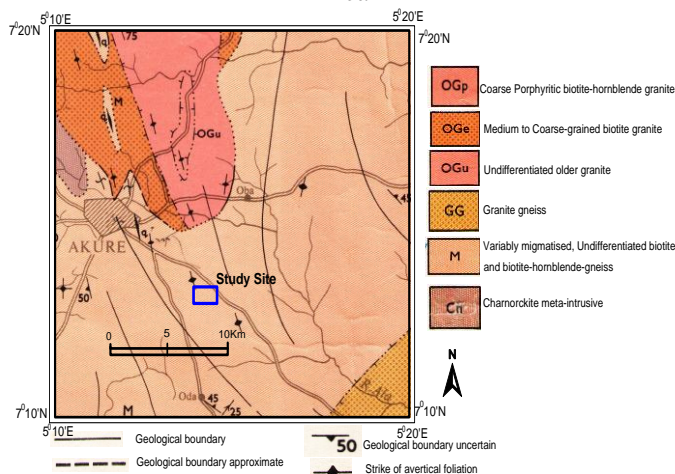 5⁰10'E
5⁰20'E
7⁰20'N
7⁰20'N
75
M
OGu
Oba
45
AKURE
q
50
Study Site
0 5 10Km
Oda 45
25
M
R. Ala
7⁰10'N
7⁰10'N
5⁰10'E
5⁰20'E
OGp Coarse Porphyritic biotite-hornblende granite
OGe Medium to Coarse-grained biotite granite
OGu Undifferentiated older granite
GG Granite gneiss
M Variably migmatised, Undifferentiated biotite
and biotite-hornblende-gneiss
Cn Charnorckite meta-intrusive
N
Geological boundary
50 Geological boundary uncertain
Geological boundary approximate
Strike of avertical foliation